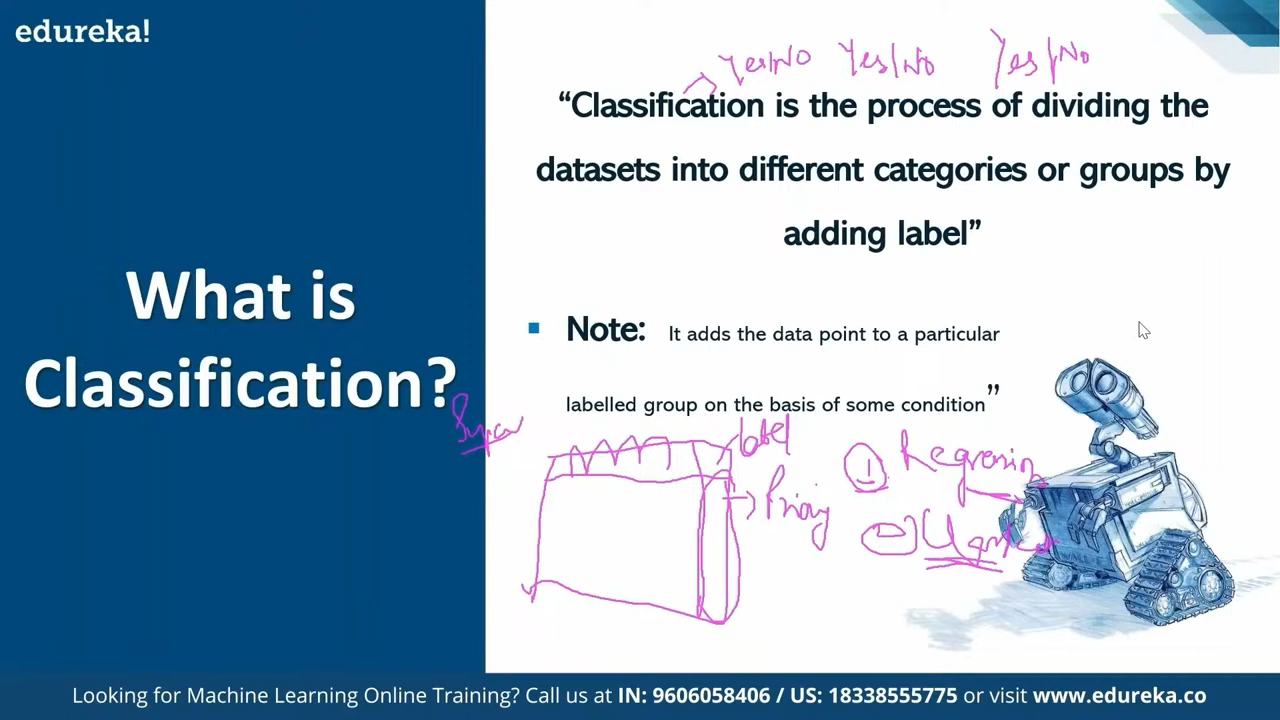 edureka!
Yes/No Yes/No Yes/No
“Classification is the process of dividing the
datasets into different categories or groups by
adding label”
What is
Classification?
▪ Note: It adds the data point to a particular
labelled group on the basis of some condition”
label
① Regression
Looking for Machine Learning Online Training? Call us at IN: 9606058406 / US: 18338555775 or visit www.edureka.co